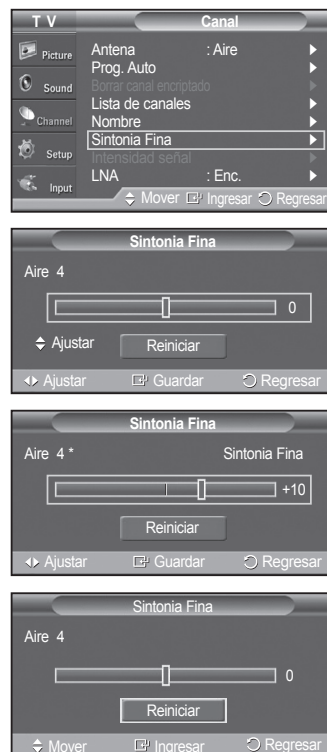 T V
Canal
Picture
Sound
Channel
Setup
Input
Antena : Aire
Prog. Auto
Borrar canal encriptado
Lista de canales
Nombre
Sintonia Fina
Intensidad señal
LNA : Enc.
Mover Ingresar Regresar
Sintonia Fina
Aire 4
0
Ajustar Reiniciar
Ajustar Guardar Regresar
Sintonia Fina
Aire 4 * Sintonia Fina
+10
Reiniciar
Ajustar Guardar Regresar
Sintonia Fina
Aire 4
0
Reiniciar
Mover Ingresar Regresar